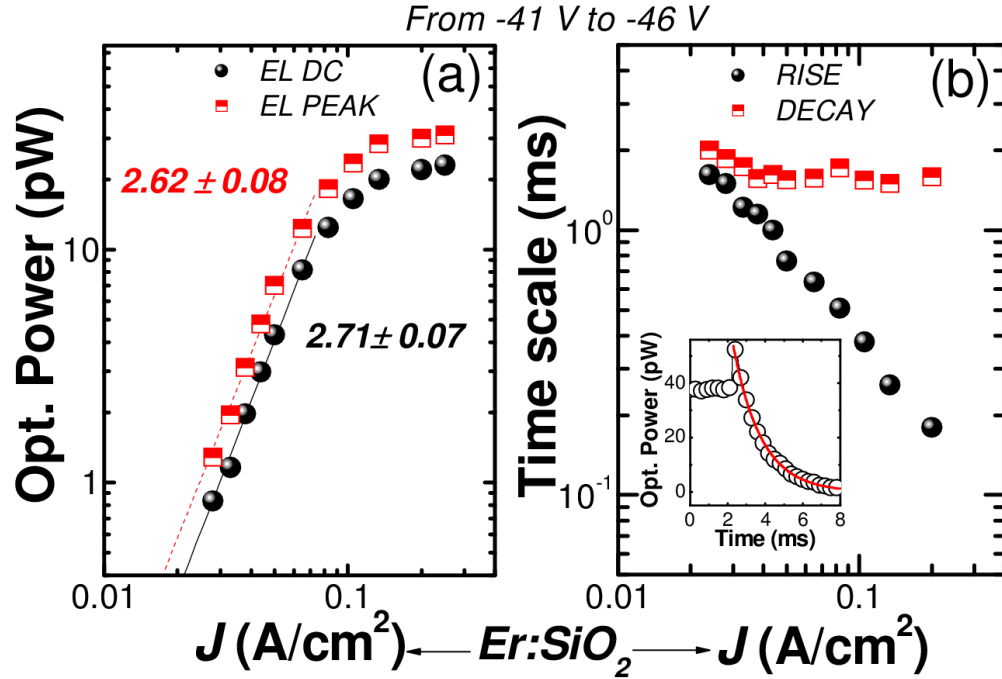 From -41 V to -46 V
(a)
EL DC
EL PEAK
2.62 ± 0.08
2.71 ± 0.07
Opt. Power (pW)
10
1
0.01
0.1
J (A/cm²)
(b)
RISE
DECAY
Time scale (ms)
10⁰
10⁻¹
Opt. Power (pW)
40
20
0
0 2 4 6 8
Time (ms)
0.01
0.1
J (A/cm²)
Er:SiO₂